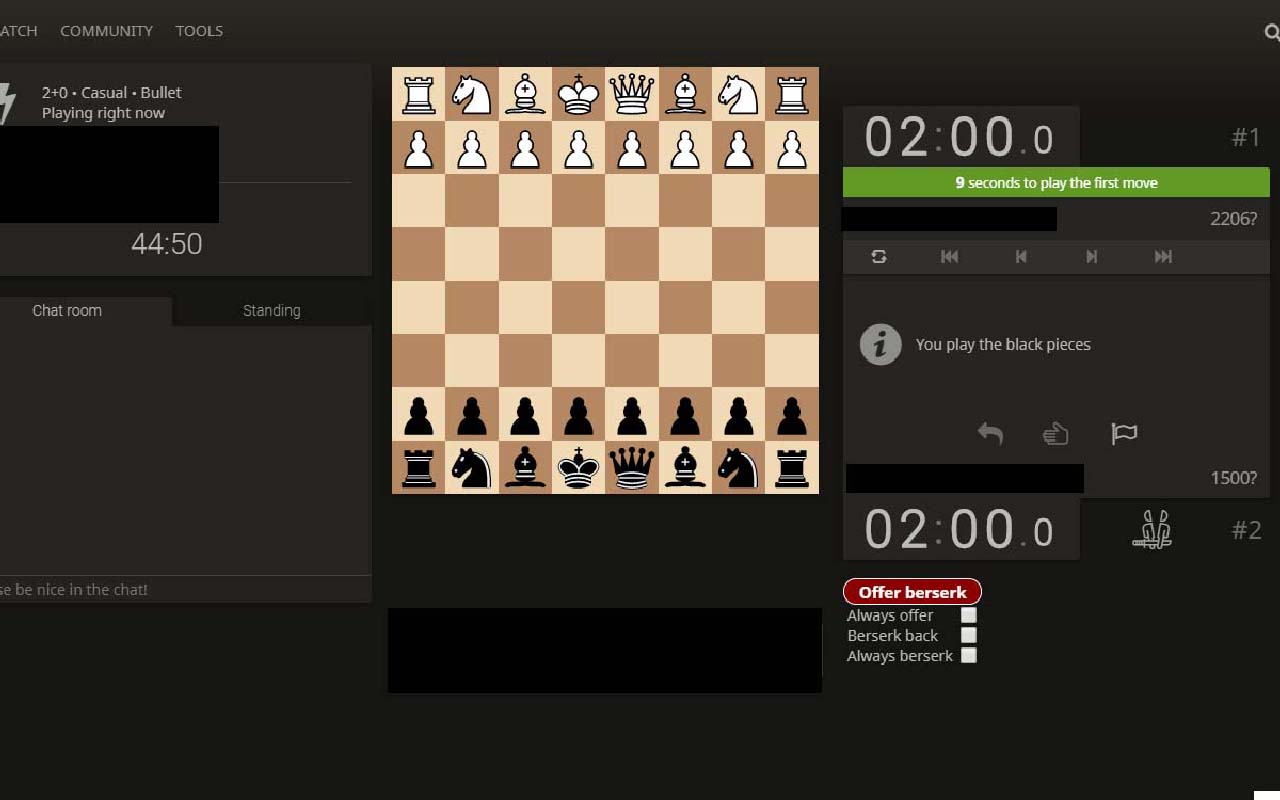 ATCH COMMUNITY TOOLS
2+0 • Casual • Bullet
Playing right now
44:50
Chat room Standing
se be nice in the chat!
02:00.0 #1
9 seconds to play the first move
2206?
You play the black pieces
1500?
02:00.0 #2
Offer berserk
Always offer
Berserk back
Always berserk